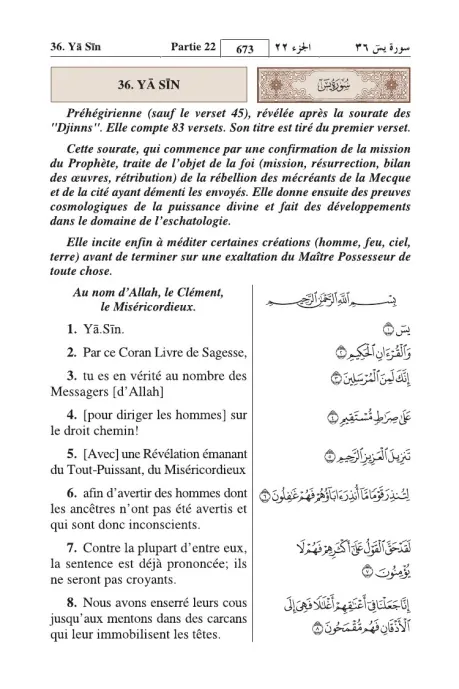 36. Yā Sīn Partie 22 673 الجزء ٢٢ سورة يس ٣٦
36. YĀ SĪN سُورَةُ يسٓ
Préhégirienne (sauf le verset 45), révélée après la sourate des
"Djinns". Elle compte 83 versets. Son titre est tiré du premier verset.
Cette sourate, qui commence par une confirmation de la mission
du Prophète, traite de l’objet de la foi (mission, résurrection, bilan
des œuvres, rétribution) de la rébellion des mécréants de la Mecque
et de la cité ayant démenti les envoyés. Elle donne ensuite des preuves
cosmologiques de la puissance divine et fait des développements
dans le domaine de l’eschatologie.
Elle incite enfin à méditer certaines créations (homme, feu, ciel,
terre) avant de terminer sur une exaltation du Maître Possesseur de
toute chose.
Au nom d’Allah, le Clément,
le Miséricordieux.
بِسْمِ ٱللَّهِ ٱلرَّحْمَٰنِ ٱلرَّحِيمِ
1. Yā.Sīn.
يسٓ ١
2. Par ce Coran Livre de Sagesse,
وَٱلْقُرْءَانِ ٱلْحَكِيمِ ٢
3. tu es en vérité au nombre des
Messagers [d’Allah]
إِنَّكَ لَمِنَ ٱلْمُرْسَلِينَ ٣
4. [pour diriger les hommes] sur
le droit chemin!
عَلَىٰ صِرَٰطٍ مُّسْتَقِيمٍ ٤
5. [Avec] une Révélation émanant
du Tout-Puissant, du Miséricordieux
تَنزِيلَ ٱلْعَزِيزِ ٱلرَّحِيمِ ٥
6. afin d’avertir des hommes dont
les ancêtres n’ont pas été avertis et
qui sont donc inconscients.
لِتُنذِرَ قَوْمًا مَّآ أُنذِرَ ءَابَآؤُهُمْ فَهُمْ غَٰفِلُونَ ٦
7. Contre la plupart d’entre eux,
la sentence est déjà prononcée; ils
ne seront pas croyants.
لَقَدْ حَقَّ ٱلْقَوْلُ عَلَىٰٓ أَكْثَرِهِمْ فَهُمْ لَا
يُؤْمِنُونَ ٧
8. Nous avons enserré leurs cous
jusqu’aux mentons dans des carcans
qui leur immobilisent les têtes.
إِنَّا جَعَلْنَا فِىٓ أَعْنَٰقِهِمْ أَغْلَٰلًا فَهِىَ إِلَى
ٱلْأَذْقَانِ فَهُم مُّقْمَحُونَ ٨